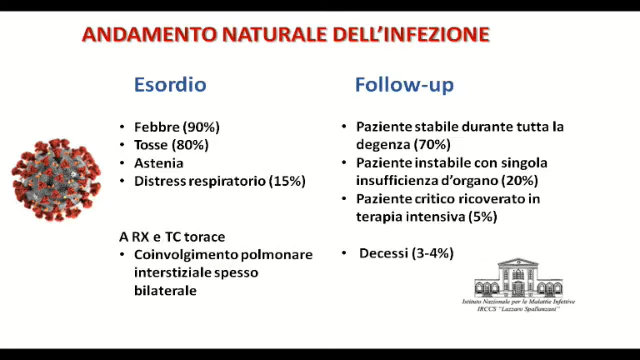 ANDAMENTO NATURALE DELL'INFEZIONE
Esordio
• Febbre (90%)
• Tosse (80%)
• Astenia
• Distress respiratorio (15%)
A RX e TC torace
• Coinvolgimento polmonare
interstiziale spesso
bilaterale
Follow-up
• Paziente stabile durante tutta la
degenza (70%)
• Paziente instabile con singola
insufficienza d'organo (20%)
• Paziente critico ricoverato in
terapia intensiva (5%)
• Decessi (3-4%)
Istituto Nazionale per le Malattie Infettive
IRCCS "Lazzaro Spallanzani"